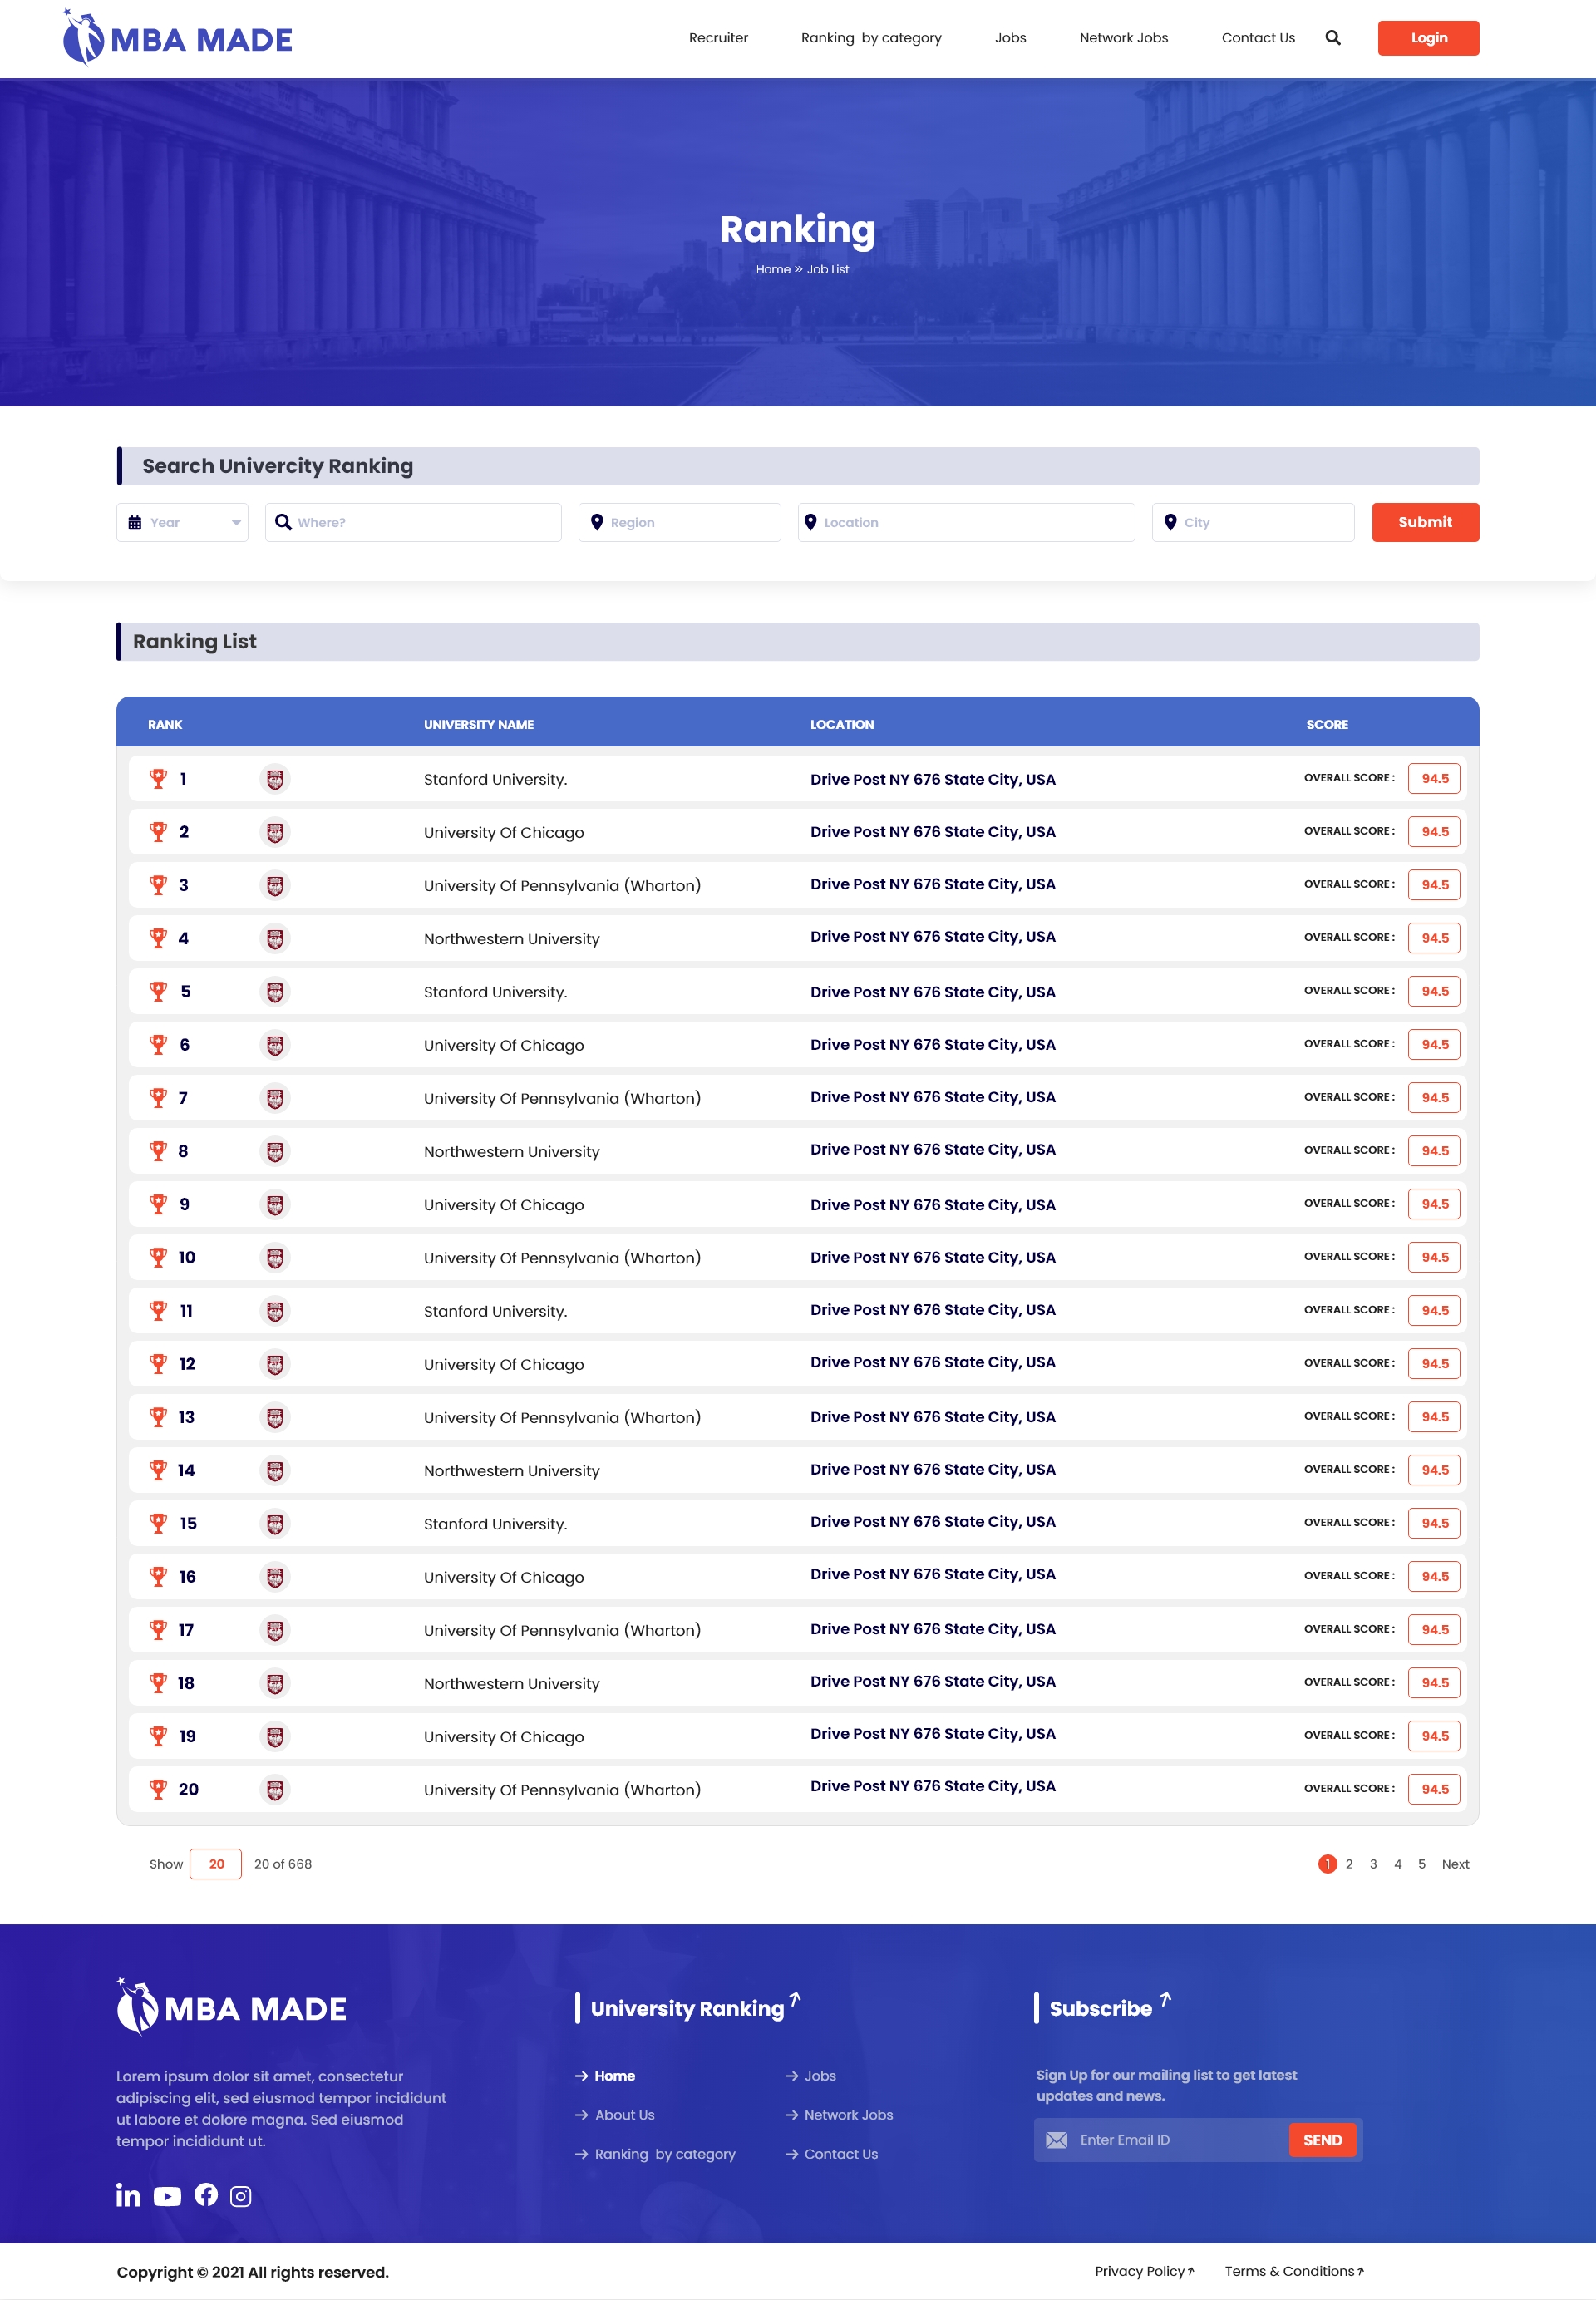 MBA MADE
Recruiter Ranking by category Jobs Network Jobs Contact Us Login
Ranking
Home » Job List
Search Univercity Ranking
Year Where? Region Location City Submit
Ranking List
RANK UNIVERSITY NAME LOCATION SCORE
1 Stanford University. Drive Post NY 676 State City, USA OVERALL SCORE : 94.5
2 University Of Chicago Drive Post NY 676 State City, USA OVERALL SCORE : 94.5
3 University Of Pennsylvania (Wharton) Drive Post NY 676 State City, USA OVERALL SCORE : 94.5
4 Northwestern University Drive Post NY 676 State City, USA OVERALL SCORE : 94.5
5 Stanford University. Drive Post NY 676 State City, USA OVERALL SCORE : 94.5
6 University Of Chicago Drive Post NY 676 State City, USA OVERALL SCORE : 94.5
7 University Of Pennsylvania (Wharton) Drive Post NY 676 State City, USA OVERALL SCORE : 94.5
8 Northwestern University Drive Post NY 676 State City, USA OVERALL SCORE : 94.5
9 University Of Chicago Drive Post NY 676 State City, USA OVERALL SCORE : 94.5
10 University Of Pennsylvania (Wharton) Drive Post NY 676 State City, USA OVERALL SCORE : 94.5
11 Stanford University. Drive Post NY 676 State City, USA OVERALL SCORE : 94.5
12 University Of Chicago Drive Post NY 676 State City, USA OVERALL SCORE : 94.5
13 University Of Pennsylvania (Wharton) Drive Post NY 676 State City, USA OVERALL SCORE : 94.5
14 Northwestern University Drive Post NY 676 State City, USA OVERALL SCORE : 94.5
15 Stanford University. Drive Post NY 676 State City, USA OVERALL SCORE : 94.5
16 University Of Chicago Drive Post NY 676 State City, USA OVERALL SCORE : 94.5
17 University Of Pennsylvania (Wharton) Drive Post NY 676 State City, USA OVERALL SCORE : 94.5
18 Northwestern University Drive Post NY 676 State City, USA OVERALL SCORE : 94.5
19 University Of Chicago Drive Post NY 676 State City, USA OVERALL SCORE : 94.5
20 University Of Pennsylvania (Wharton) Drive Post NY 676 State City, USA OVERALL SCORE : 94.5
Show 20 20 of 668 1 2 3 4 5 Next
MBA MADE
Lorem ipsum dolor sit amet, consectetur
adipiscing elit, sed eiusmod tempor incididunt
ut labore et dolore magna. Sed eiusmod
tempor incididunt ut.
University Ranking
Home
About Us
Ranking by category
Jobs
Network Jobs
Contact Us
Subscribe
Sign Up for our mailing list to get latest
updates and news.
Enter Email ID SEND
Copyright © 2021 All rights reserved.
Privacy Policy Terms & Conditions